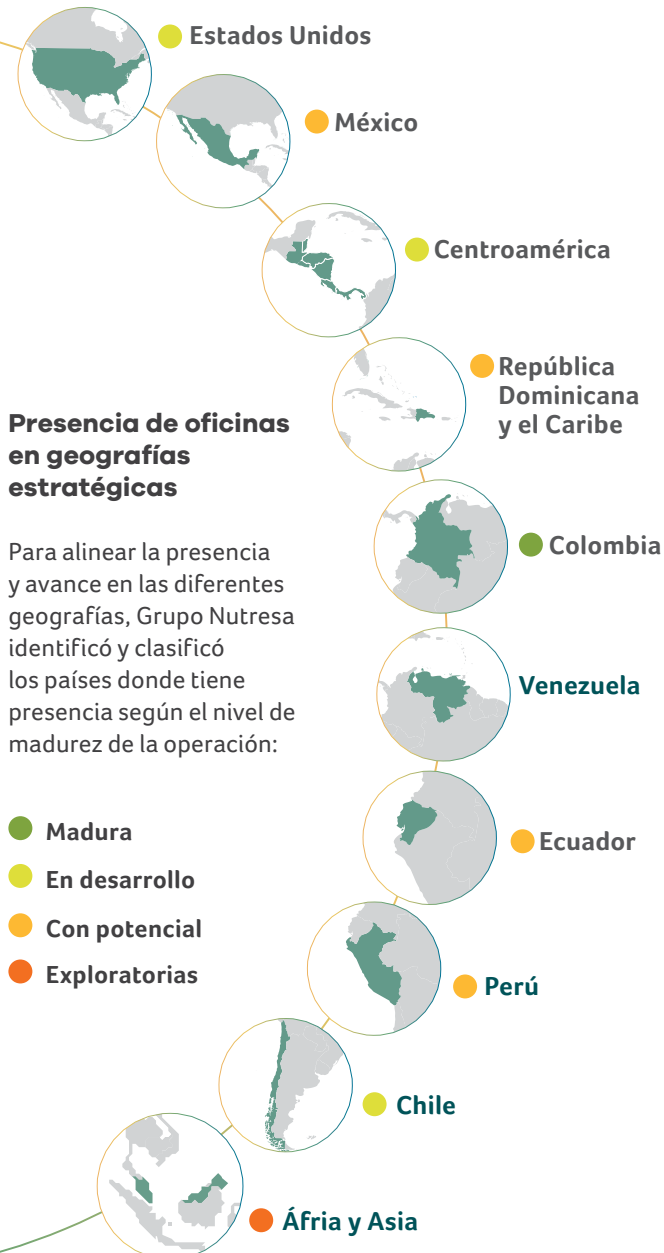 Estados Unidos
México
Centroamérica
República
Dominicana
y el Caribe
Presencia de oficinas
en geografías
estratégicas
Para alinear la presencia
y avance en las diferentes
geografías, Grupo Nutresa
identificó y clasificó
los países donde tiene
presencia según el nivel de
madurez de la operación:
Madura
En desarrollo
Con potencial
Exploratorias
Colombia
Venezuela
Ecuador
Perú
Chile
Áfria y Asia